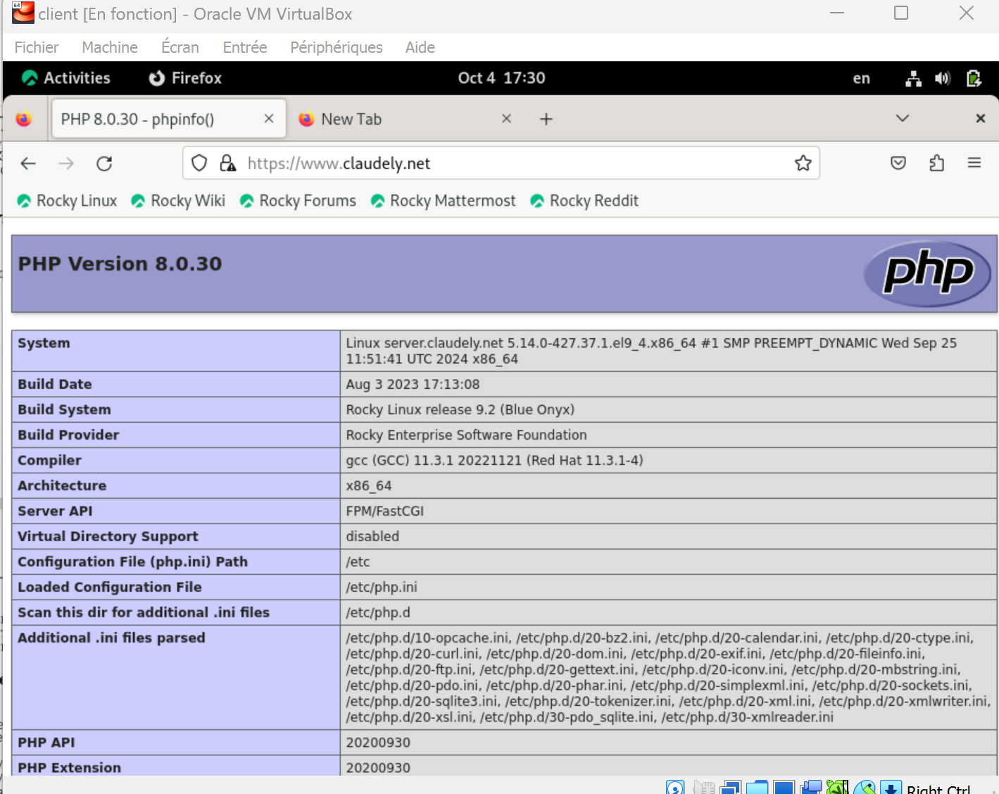 64
client [En fonction] - Oracle VM VirtualBox
Fichier Machine Écran Entrée Périphériques Aide
Activities Firefox Oct 4 17:30 en
PHP 8.0.30 - phpinfo() New Tab
https://www.claudely.net
Rocky Linux Rocky Wiki Rocky Forums Rocky Mattermost Rocky Reddit
PHP Version 8.0.30 php
System Linux server.claudely.net 5.14.0-427.37.1.el9_4.x86_64 #1 SMP PREEMPT_DYNAMIC Wed Sep 25
11:51:41 UTC 2024 x86_64
Build Date Aug 3 2023 17:13:08
Build System Rocky Linux release 9.2 (Blue Onyx)
Build Provider Rocky Enterprise Software Foundation
Compiler gcc (GCC) 11.3.1 20221121 (Red Hat 11.3.1-4)
Architecture x86_64
Server API FPM/FastCGI
Virtual Directory Support disabled
Configuration File (php.ini) Path /etc
Loaded Configuration File /etc/php.ini
Scan this dir for additional .ini files /etc/php.d
Additional .ini files parsed /etc/php.d/10-opcache.ini, /etc/php.d/20-bz2.ini, /etc/php.d/20-calendar.ini, /etc/php.d/20-ctype.ini,
/etc/php.d/20-curl.ini, /etc/php.d/20-dom.ini, /etc/php.d/20-exif.ini, /etc/php.d/20-fileinfo.ini,
/etc/php.d/20-ftp.ini, /etc/php.d/20-gettext.ini, /etc/php.d/20-iconv.ini, /etc/php.d/20-mbstring.ini,
/etc/php.d/20-pdo.ini, /etc/php.d/20-phar.ini, /etc/php.d/20-simplexml.ini, /etc/php.d/20-sockets.ini,
/etc/php.d/20-sqlite3.ini, /etc/php.d/20-tokenizer.ini, /etc/php.d/20-xml.ini, /etc/php.d/20-xmlwriter.ini,
/etc/php.d/20-xsl.ini, /etc/php.d/30-pdo_sqlite.ini, /etc/php.d/30-xmlreader.ini
PHP API 20200930
PHP Extension 20200930
Right Ctrl